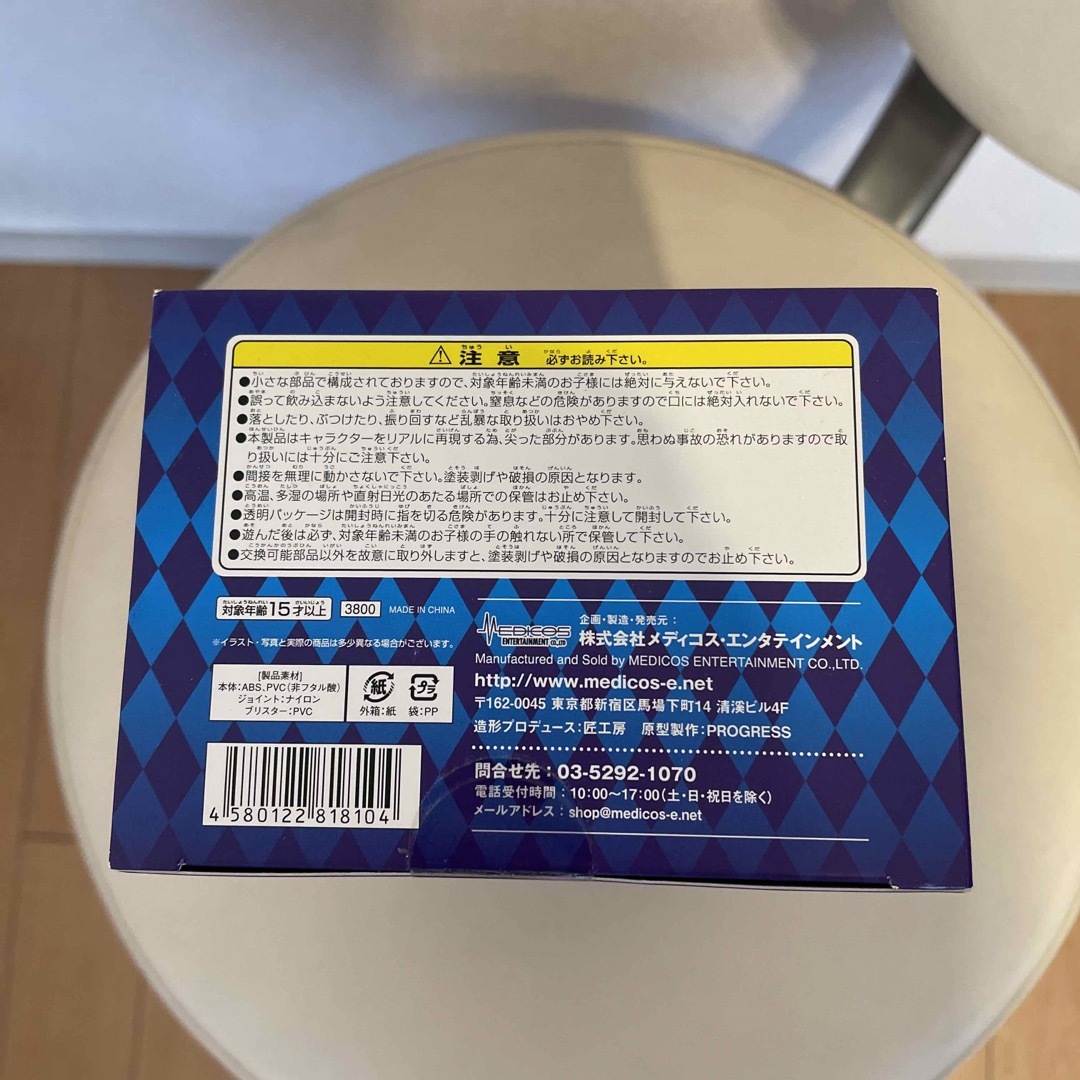 ⚠ 注意 必ずお読み下さい。
●小さな部品で構成されておりますので、対象年齢未満のお子様には絶対に与えないで下さい。
●誤って飲み込まないよう注意してください。窒息などの危険がありますので口には絶対入れないで下さい。
●落としたり、ぶつけたり、振り回すなど乱暴な取り扱いはおやめ下さい。
●本製品はキャラクターをリアルに再現する為、尖った部分があります。思わぬ事故の恐れがありますので取
り扱いには十分にご注意下さい。
●間接を無理に動かさないで下さい。塗装剥げや破損の原因となります。
●高温、多湿の場所や直射日光のあたる場所での保管はお止め下さい。
●透明パッケージは開封時に指を切る危険があります。十分に注意して開封して下さい。
●遊んだ後は必ず、対象年齢未満のお子様の手の触れない所で保管して下さい。
●交換可能部品以外を故意に取り外しますと、塗装剥げや破損の原因となりますのでお止め下さい。
対象年齢15才以上 3800 MADE IN CHINA
※イラスト・写真と実際の商品は多少異なる場合がございます。
[製品素材]
本体:ABS、PVC(非フタル酸)
ジョイント:ナイロン
ブリスター:PVC
紙 プラ
外箱:紙 袋:PP
4 580122 818104
MEDICOS
ENTERTAINMENT CO.,LTD
企画・製造・発売元:
株式会社メディコス・エンタテインメント
Manufactured and Sold by MEDICOS ENTERTAINMENT CO.,LTD.
http://www.medicos-e.net
〒162-0045 東京都新宿区馬場下町14 清溪ビル4F
造形プロデュース:匠工房 原型製作:PROGRESS
問合せ先:03-5292-1070
電話受付時間:10:00〜17:00(土・日・祝日を除く)
メールアドレス:shop@medicos-e.net